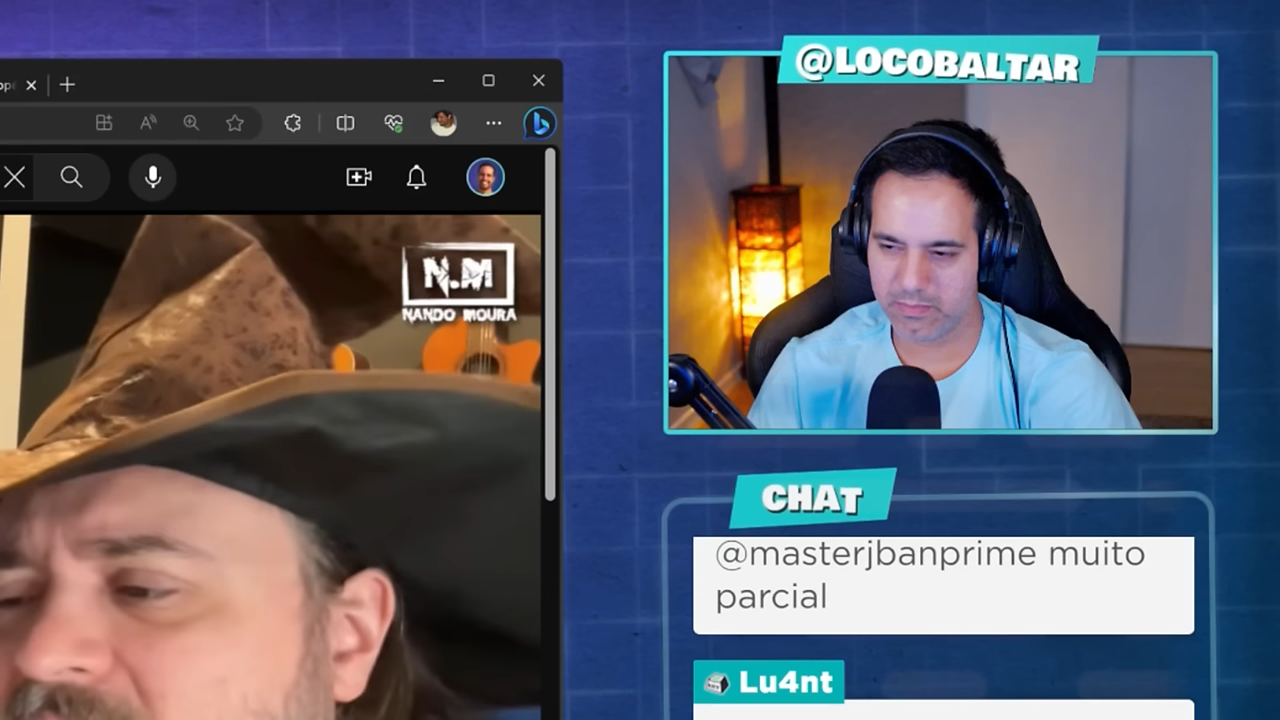 @LOCOBALTAR
N.M
NANDO MOURA
CHAT
@masterjbanprime muito
parcial
Lu4nt